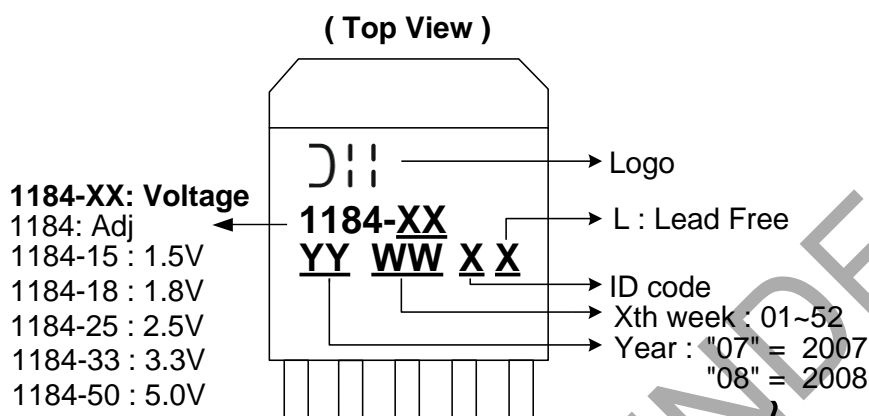 ( Top View )
Logo
1184-XX: Voltage
1184: Adj
1184-15 : 1.5V
1184-18 : 1.8V
1184-25 : 2.5V
1184-33 : 3.3V
1184-50 : 5.0V
1184-XX
YY WW X X
L : Lead Free
ID code
Xth week : 01~52
Year : "07" = 2007
"08" = 2008